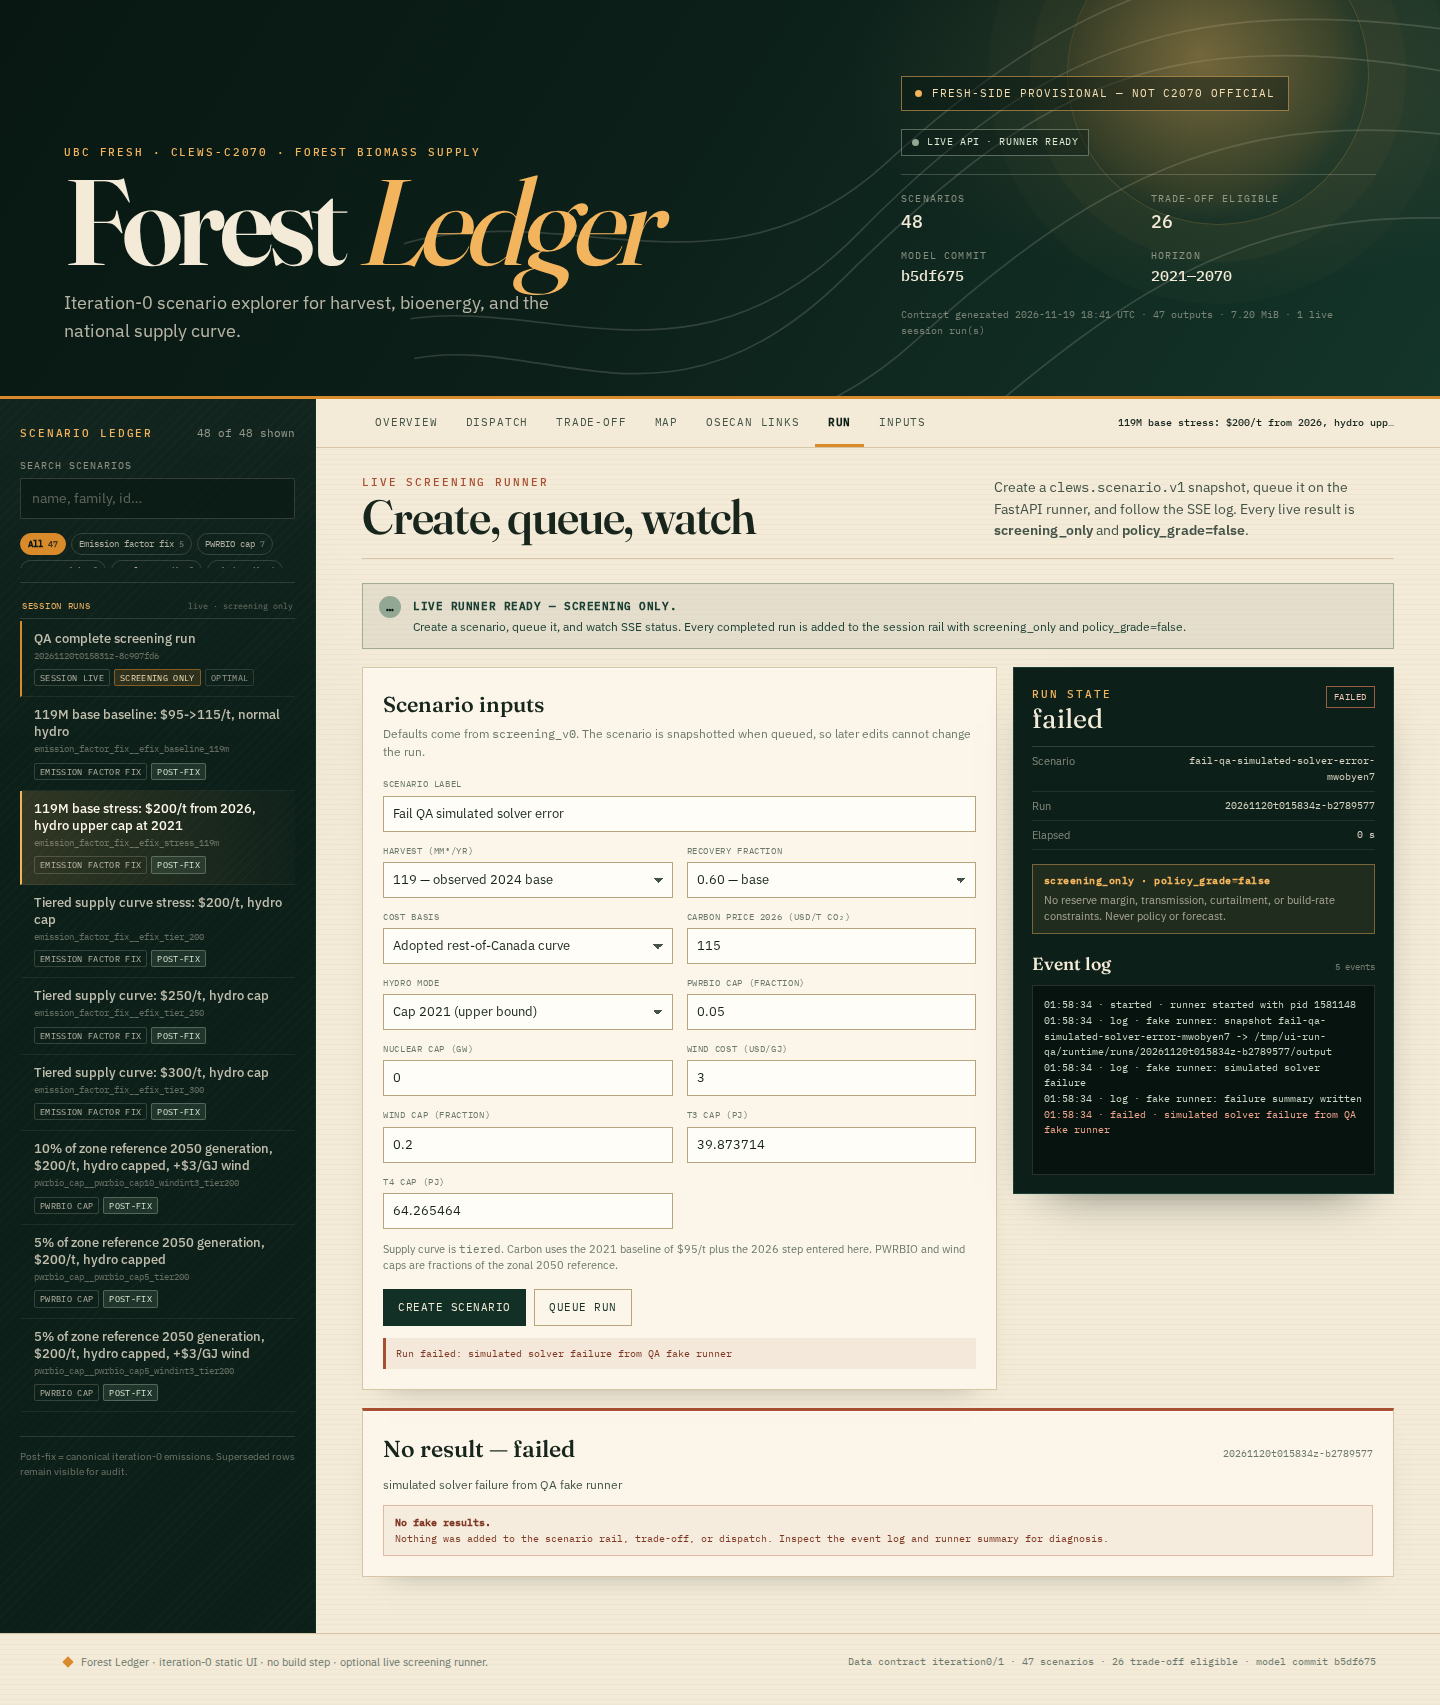 UBC FRESH · CLEWS-C2070 · FOREST BIOMASS SUPPLY
Forest Ledger
Iteration-0 scenario explorer for harvest, bioenergy, and the
national supply curve.
FRESH-SIDE PROVISIONAL — NOT C2070 OFFICIAL
LIVE API · RUNNER READY
SCENARIOS
48
TRADE-OFF ELIGIBLE
26
MODEL COMMIT
b5df675
HORIZON
2021—2070
Contract generated 2026-11-19 18:41 UTC · 47 outputs · 7.20 MiB · 1 live
session run(s)
SCENARIO LEDGER
48 of 48 shown
SEARCH SCENARIOS
name, family, id…
All 47
Emission factor fix 5
PWRBIO cap 7
SESSION RUNS
live · screening only
QA complete screening run
20261120t015831z-8c907fd6
SESSION LIVE
SCREENING ONLY
OPTIMAL
119M base baseline: $95->115/t, normal
hydro
emission_factor_fix__efix_baseline_119m
EMISSION FACTOR FIX
POST-FIX
119M base stress: $200/t from 2026,
hydro upper cap at 2021
emission_factor_fix__efix_stress_119m
EMISSION FACTOR FIX
POST-FIX
Tiered supply curve stress: $200/t, hydro
cap
emission_factor_fix__efix_tier_200
EMISSION FACTOR FIX
POST-FIX
Tiered supply curve: $250/t, hydro cap
emission_factor_fix__efix_tier_250
EMISSION FACTOR FIX
POST-FIX
Tiered supply curve: $300/t, hydro cap
emission_factor_fix__efix_tier_300
EMISSION FACTOR FIX
POST-FIX
10% of zone reference 2050 generation,
$200/t, hydro capped, +$3/GJ wind
pwrbio_cap__pwrbio_cap10_windint3_tier200
PWRBIO CAP
POST-FIX
5% of zone reference 2050 generation,
$200/t, hydro capped
pwrbio_cap__pwrbio_cap5_tier200
PWRBIO CAP
POST-FIX
5% of zone reference 2050 generation,
$200/t, hydro capped, +$3/GJ wind
pwrbio_cap__pwrbio_cap5_windint3_tier200
PWRBIO CAP
POST-FIX
Post-fix = canonical iteration-0 emissions. Superseded rows
remain visible for audit.
OVERVIEW
DISPATCH
TRADE-OFF
MAP
OSECAN LINKS
RUN
INPUTS
119M base stress: $200/t from 2026, hydro upp…
LIVE SCREENING RUNNER
Create, queue, watch
Create a clews.scenario.v1 snapshot, queue it on the
FastAPI runner, and follow the SSE log. Every live result is
screening_only and policy_grade=false.
…
LIVE RUNNER READY — SCREENING ONLY.
Create a scenario, queue it, and watch SSE status. Every completed run is added to the session rail with screening_only and policy_grade=false.
Scenario inputs
Defaults come from screening_v0. The scenario is snapshotted when queued, so later edits cannot change
the run.
SCENARIO LABEL
Fail QA simulated solver error
HARVEST (MM³/YR)
119 — observed 2024 base
RECOVERY FRACTION
0.60 — base
COST BASIS
Adopted rest-of-Canada curve
CARBON PRICE 2026 (USD/T CO₂)
115
HYDRO MODE
Cap 2021 (upper bound)
PWRBIO CAP (FRACTION)
0.05
NUCLEAR CAP (GW)
0
WIND COST (USD/GJ)
3
WIND CAP (FRACTION)
0.2
T3 CAP (PJ)
39.873714
T4 CAP (PJ)
64.265464
Supply curve is tiered. Carbon uses the 2021 baseline of $95/t plus the 2026 step entered here. PWRBIO and wind
caps are fractions of the zonal 2050 reference.
CREATE SCENARIO
QUEUE RUN
Run failed: simulated solver failure from QA fake runner
RUN STATE
failed
FAILED
Scenario
fail-qa-simulated-solver-error-
mwobyen7
Run
20261120t015834z-b2789577
Elapsed
0 s
screening_only · policy_grade=false
No reserve margin, transmission, curtailment, or build-rate
constraints. Never policy or forecast.
Event log
5 events
01:58:34 · started · runner started with pid 1581148
01:58:34 · log · fake runner: snapshot fail-qa-
simulated-solver-error-mwobyen7 -> /tmp/ui-run-
qa/runtime/runs/20261120t015834z-b2789577/output
01:58:34 · log · fake runner: simulated solver
failure
01:58:34 · log · fake runner: failure summary written
01:58:34 · failed · simulated solver failure from QA
fake runner
No result — failed
20261120t015834z-b2789577
simulated solver failure from QA fake runner
No fake results.
Nothing was added to the scenario rail, trade-off, or dispatch. Inspect the event log and runner summary for diagnosis.
Forest Ledger · iteration-0 static UI · no build step · optional live screening runner.
Data contract iteration0/1 · 47 scenarios · 26 trade-off eligible · model commit b5df675